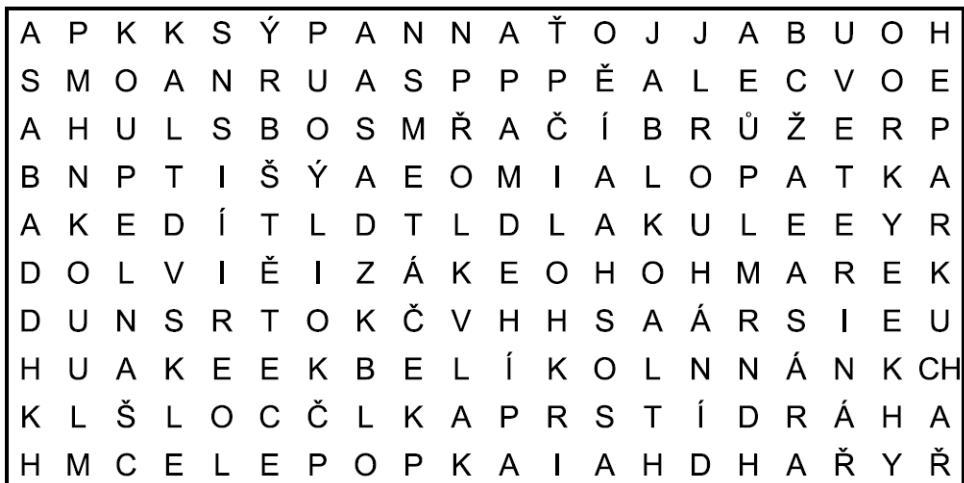 A P K K S Ý P A N N A Ť O J J A B U O H
S M O A N R U A S P P P Ě A L E C V O E
A H U L S B O S M Ř A Č Í B R Ů Ž E R P
B N P T I Š Ý A E O M I A L O P A T K A
A K E D Í T L D T L D L A K U L E E Y R
D O L V I Ě I Z Á K E O H O H M A R E K
D U N S R T O K Č V H H S A Á R S I E U
H U A K E E K B E L Í K O L N N Á N K CH
K L Š L O C Č L K A P R S T Í D R Á H A
H M C E L E P O P K A I A H D H A Ř Y Ř